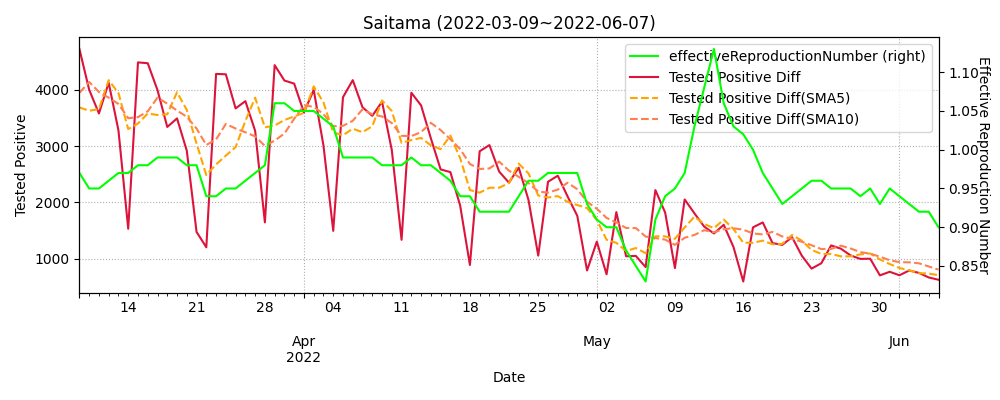 Saitama (2022-03-09~2022-06-07)
effectiveReproductionNumber (right)
Tested Positive Diff
Tested Positive Diff(SMA5)
Tested Positive Diff(SMA10)
Tested Positive
4000
3000
2000
1000
Effective Reproduction Number
1.10
1.05
1.00
0.95
0.90
0.85
14 21 28 04 11 18 25 02 09 16 23 30
Apr May Jun
2022
Date